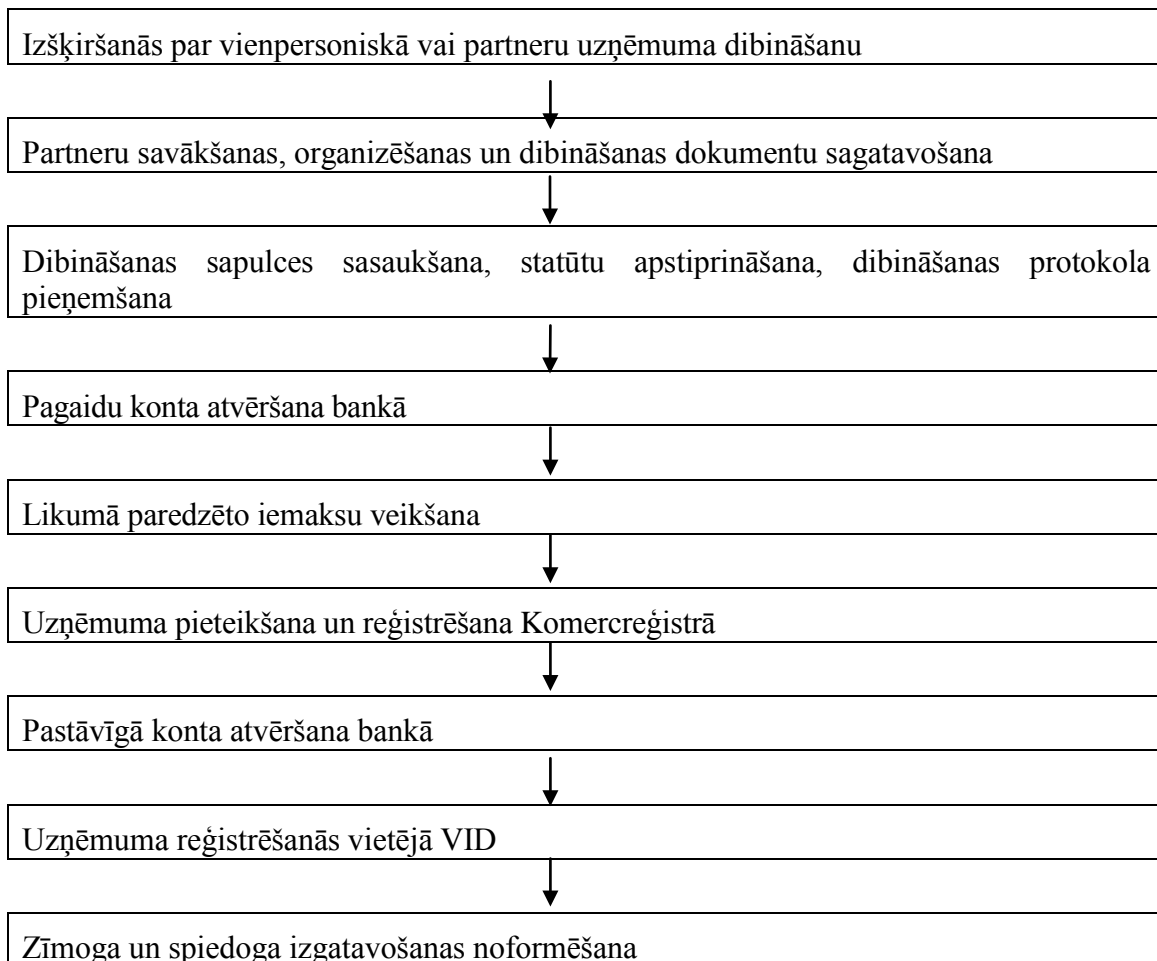 Izšķiršanās par vienpersoniskā vai partneru uzņēmuma dibināšanu
Partneru savākšanas, organizēšanas un dibināšanas dokumentu sagatavošana
Dibināšanas sapulces sasaukšana, statūtu apstiprināšana, dibināšanas protokola
pieņemšana
Pagaidu konta atvēršana bankā
Likumā paredzēto iemaksu veikšana
Uzņēmuma pieteikšana un reģistrēšana Komercreģistrā
Pastāvīgā konta atvēršana bankā
Uzņēmuma reģistrēšanās vietējā VID
Zīmoga un spiedoga izgatavošanas noformēšana